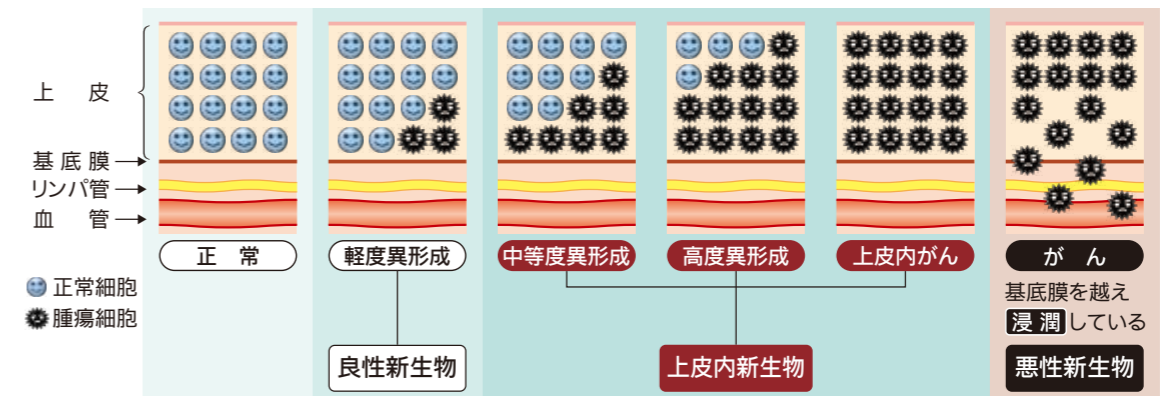 上 皮
基 底 膜
リンパ管
血 管
正 常
軽度異形成
中等度異形成
高度異形成
上皮内がん
が ん
正常細胞
腫瘍細胞
基底膜を越え
浸 潤 している
良性新生物
上皮内新生物
悪性新生物